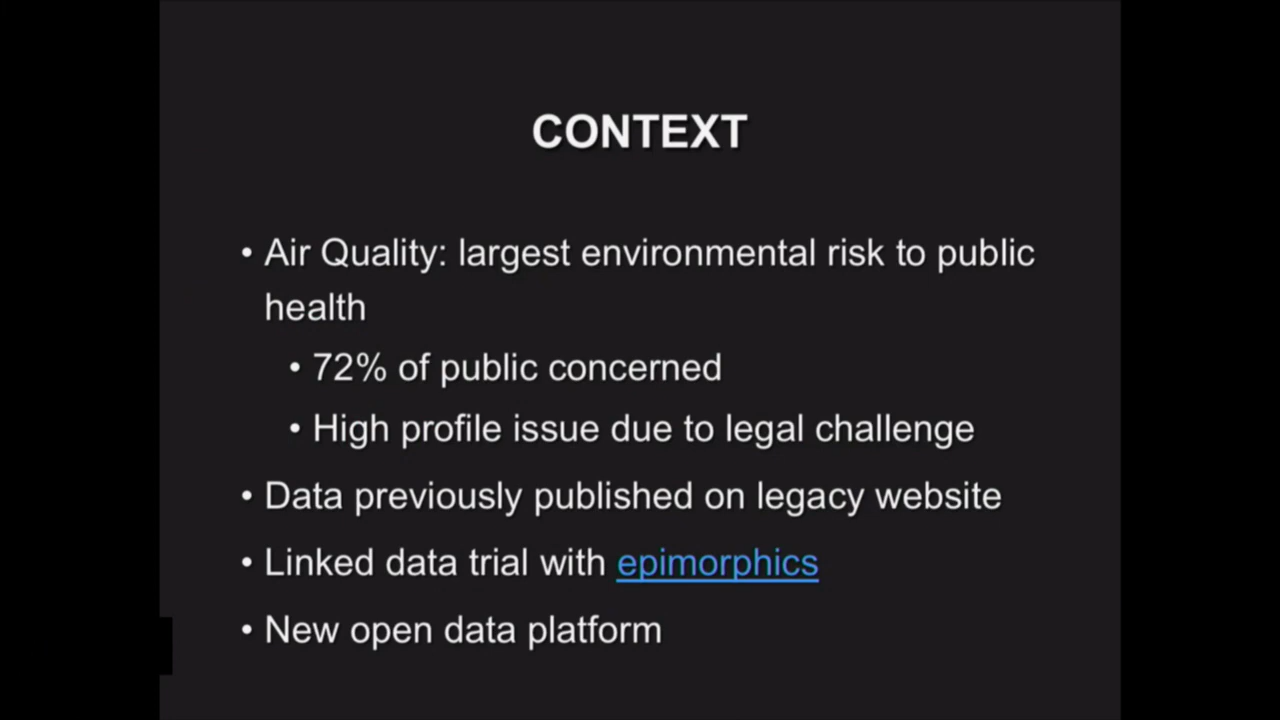 CONTEXT
• Air Quality: largest environmental risk to public
health
• 72% of public concerned
• High profile issue due to legal challenge
• Data previously published on legacy website
• Linked data trial with epimorphics
• New open data platform